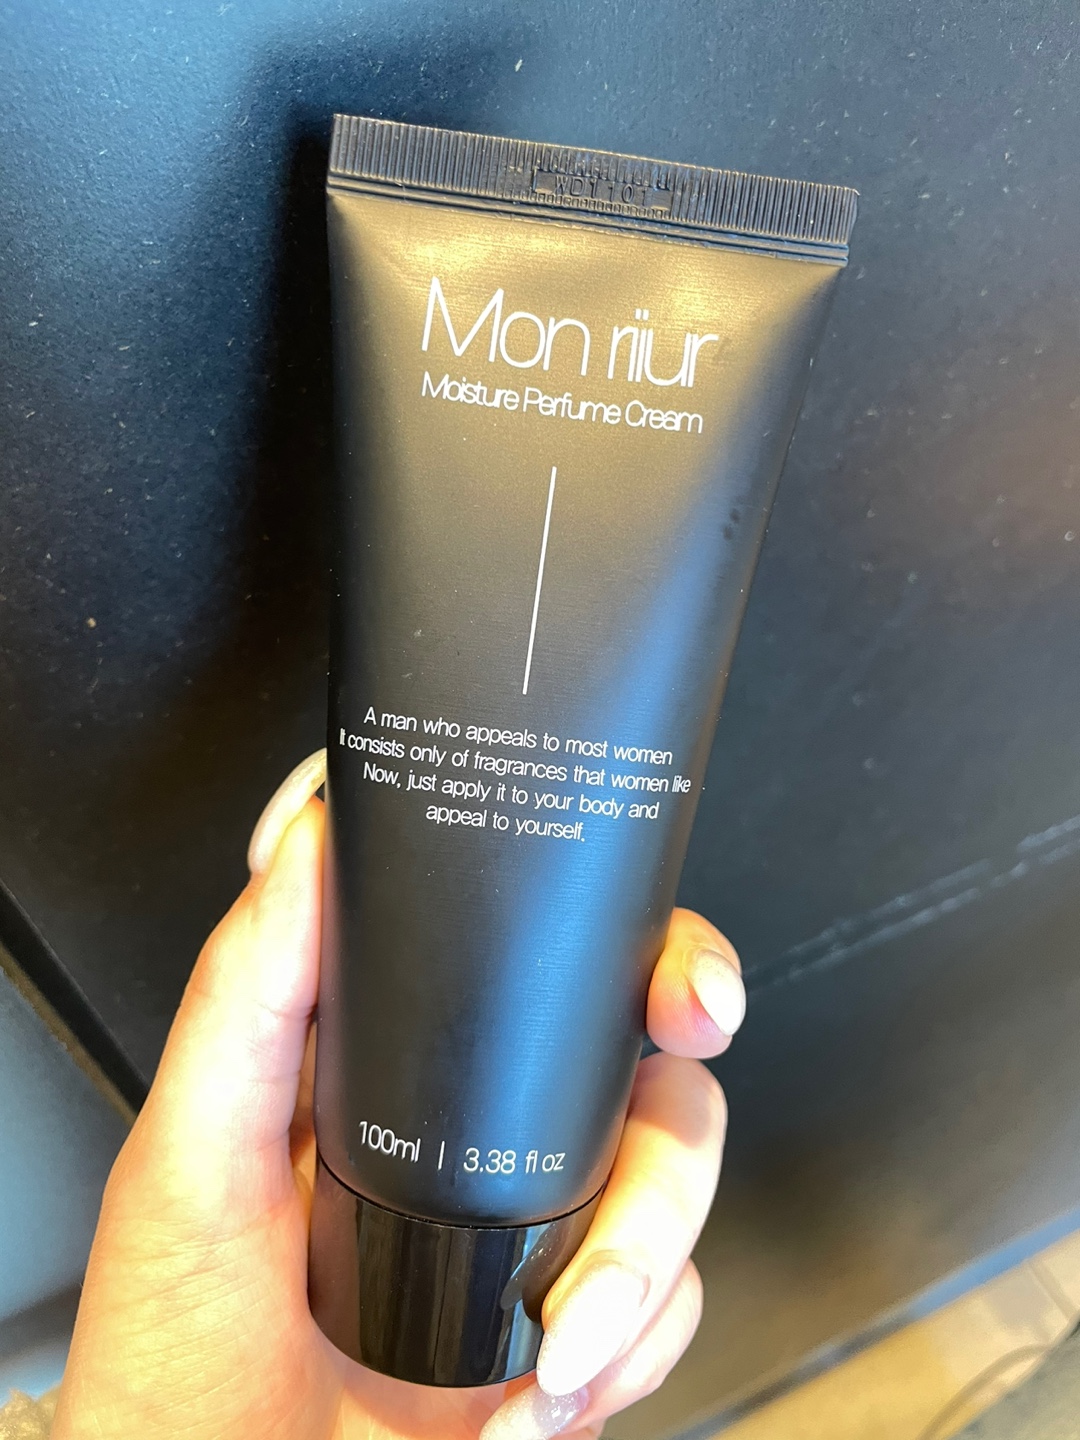 Mon riiur
Moisture Perfume Cream
A man who appeals to most women
It consists only of fragrances that women like
Now, just apply it to your body and
appeal to yourself.
100ml | 3.38 fl oz